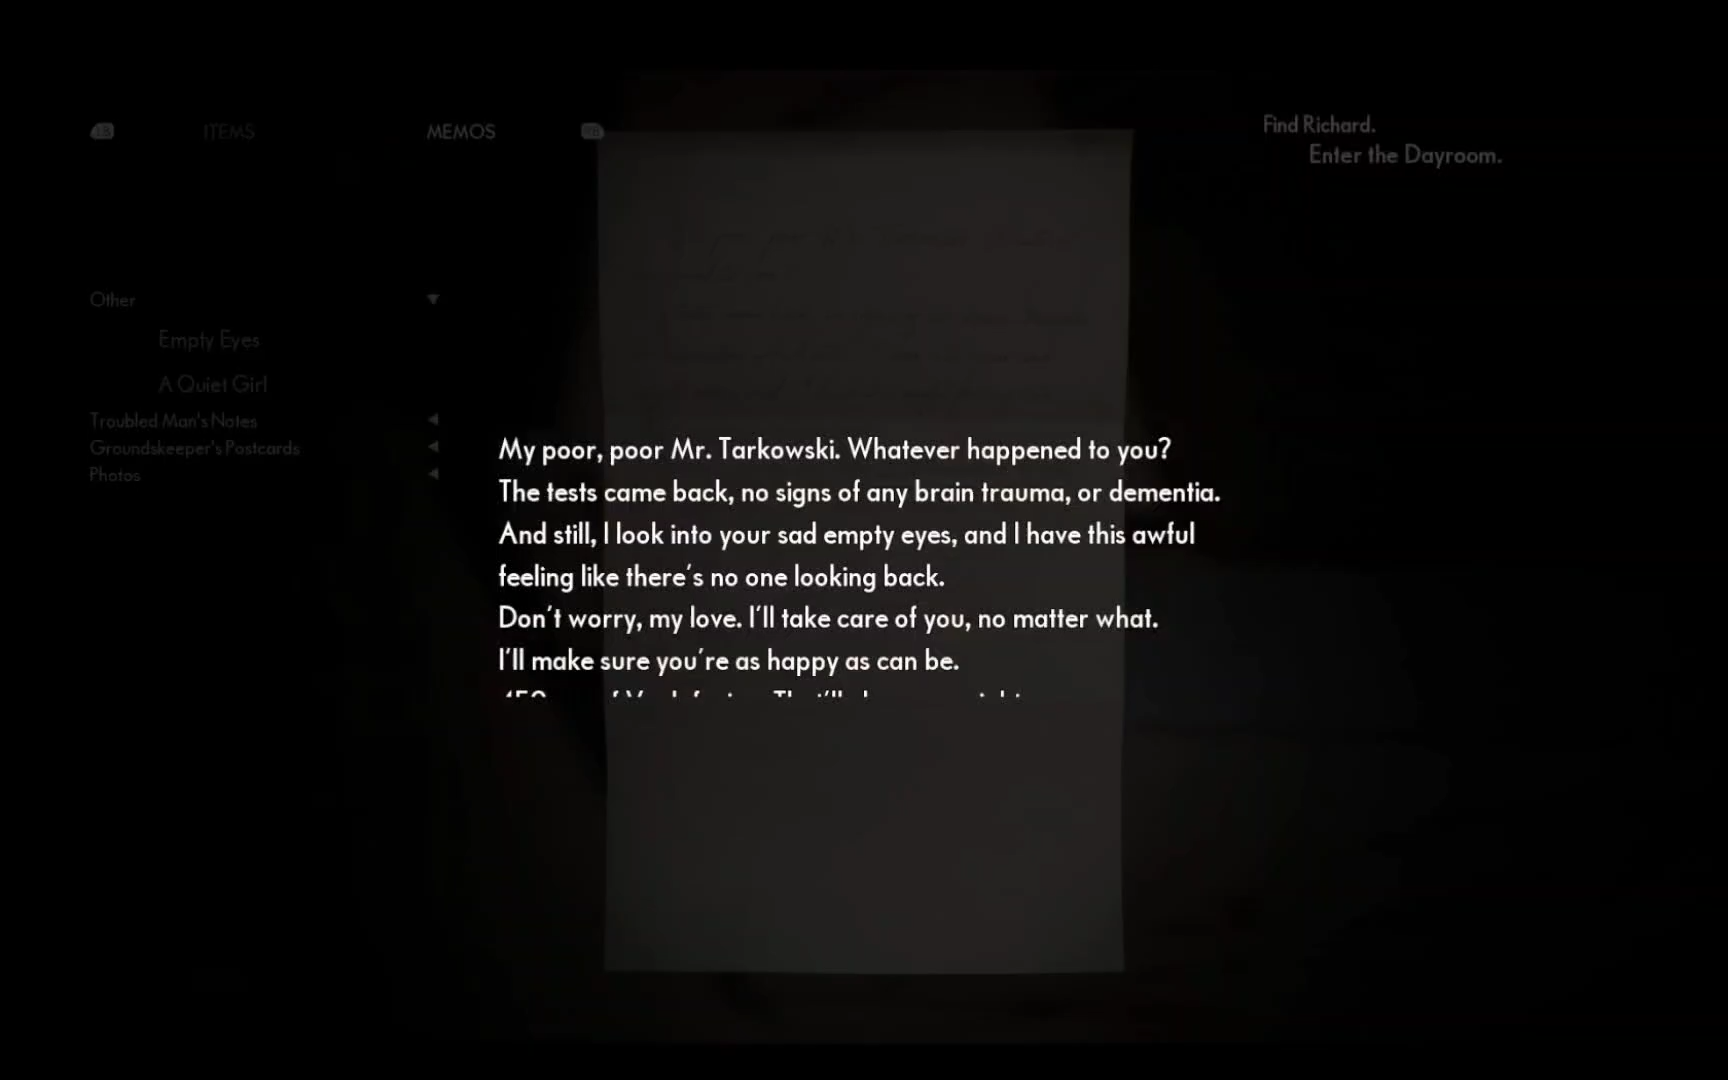 LB ITEMS MEMOS RB
Find Richard.
Enter the Dayroom.
Other
Empty Eyes
A Quiet Girl
Troubled Man's Notes
Groundskeeper's Postcards
Photos
My poor, poor Mr. Tarkowski. Whatever happened to you?
The tests came back, no signs of any brain trauma, or dementia.
And still, I look into your sad empty eyes, and I have this awful
feeling like there's no one looking back.
Don't worry, my love. I'll take care of you, no matter what.
I'll make sure you're as happy as can be.